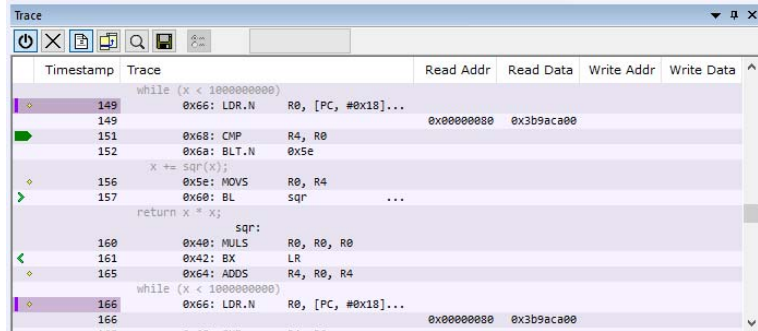 Trace
Timestamp Trace Read Addr Read Data Write Addr Write Data
while (x < 1000000000)
149 0x66: LDR.N R0, [PC, #0x18]...
149 0x00000080 0x3b9aca00
151 0x68: CMP R4, R0
152 0x6a: BLT.N 0x5e
x += sqr(x);
156 0x5e: MOVS R0, R4
157 0x60: BL sqr ...
return x * x;
sqr:
160 0x40: MULS R0, R0, R0
161 0x42: BX LR
165 0x64: ADDS R4, R0, R4
while (x < 1000000000)
166 0x66: LDR.N R0, [PC, #0x18]...
166 0x00000080 0x3b9aca00